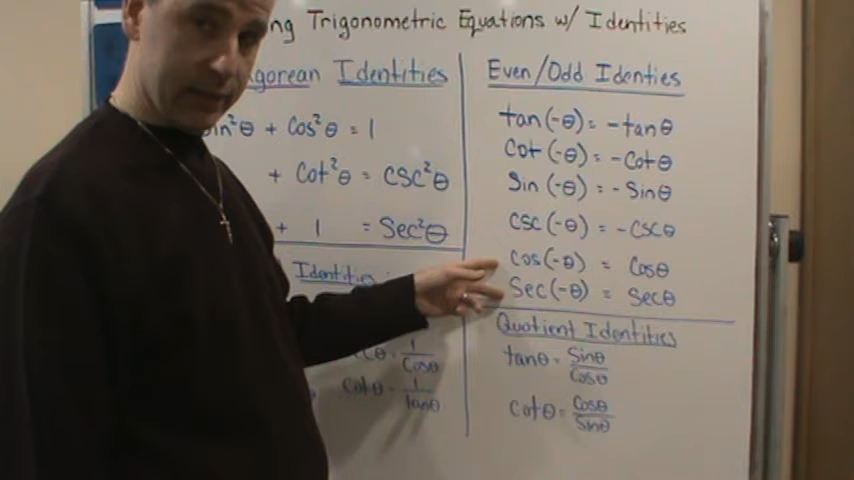 ng Trigonometric Equations w/ Identities
gorean Identities
in²θ + Cos²θ = 1
+ Cot²θ = CSC²θ
+ 1 = Sec²θ
Identities
= 1/Cosθ
Cotθ = 1/tanθ
Even/Odd Identies
tan(-θ) = -tanθ
Cot(-θ) = -Cotθ
Sin(-θ) = -Sinθ
CSC(-θ) = -CSCθ
Cos(-θ) = Cosθ
Sec(-θ) = Secθ
Quotient Identities
tanθ = Sinθ/Cosθ
Cotθ = Cosθ/Sinθ